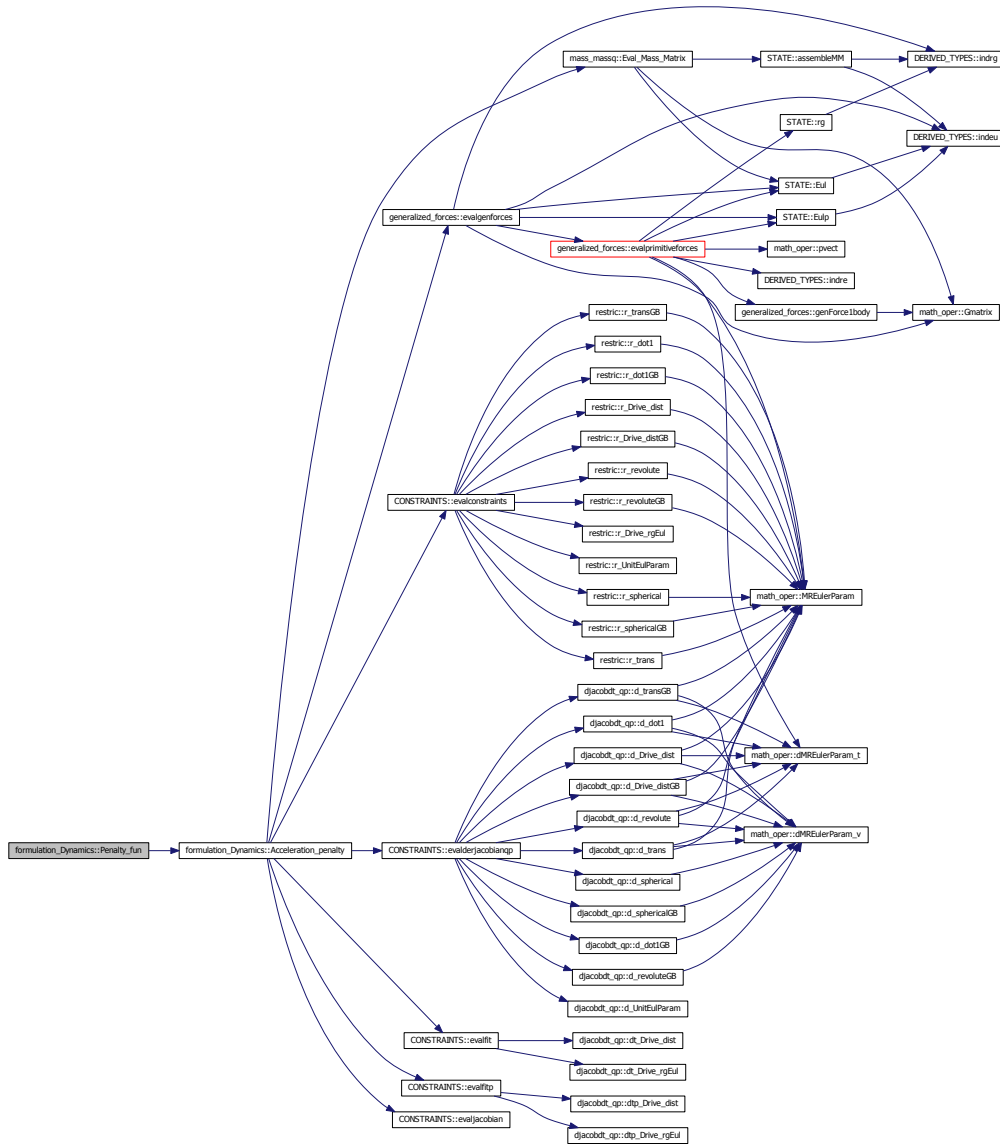 mass_massq::Eval_Mass_Matrix
STATE::assembleMM
DERIVED_TYPES::indrg
STATE::rg
DERIVED_TYPES::indeu
STATE::Eul
generalized_forces::evalgenforces
STATE::Eulp
generalized_forces::evalprimitiveforces
math_oper::pvect
DERIVED_TYPES::indre
generalized_forces::genForce1body
math_oper::Gmatrix
restric::r_transGB
restric::r_dot1
restric::r_dot1GB
restric::r_Drive_dist
restric::r_Drive_distGB
restric::r_revolute
CONSTRAINTS::evalconstraints
restric::r_revoluteGB
restric::r_Drive_rgEul
restric::r_UnitEulParam
restric::r_spherical
math_oper::MREulerParam
restric::r_sphericalGB
restric::r_trans
djacobdt_qp::d_transGB
djacobdt_qp::d_dot1
djacobdt_qp::d_Drive_dist
math_oper::dMREulerParam_t
djacobdt_qp::d_Drive_distGB
djacobdt_qp::d_revolute
math_oper::dMREulerParam_v
formulation_Dynamics::Penalty_fun
formulation_Dynamics::Acceleration_penalty
CONSTRAINTS::evalderjacobianqp
djacobdt_qp::d_trans
djacobdt_qp::d_spherical
djacobdt_qp::d_sphericalGB
djacobdt_qp::d_dot1GB
djacobdt_qp::d_revoluteGB
djacobdt_qp::d_UnitEulParam
CONSTRAINTS::evalfit
djacobdt_qp::dt_Drive_dist
djacobdt_qp::dt_Drive_rgEul
CONSTRAINTS::evalfitp
djacobdt_qp::dtp_Drive_dist
CONSTRAINTS::evaljacobian
djacobdt_qp::dtp_Drive_rgEul